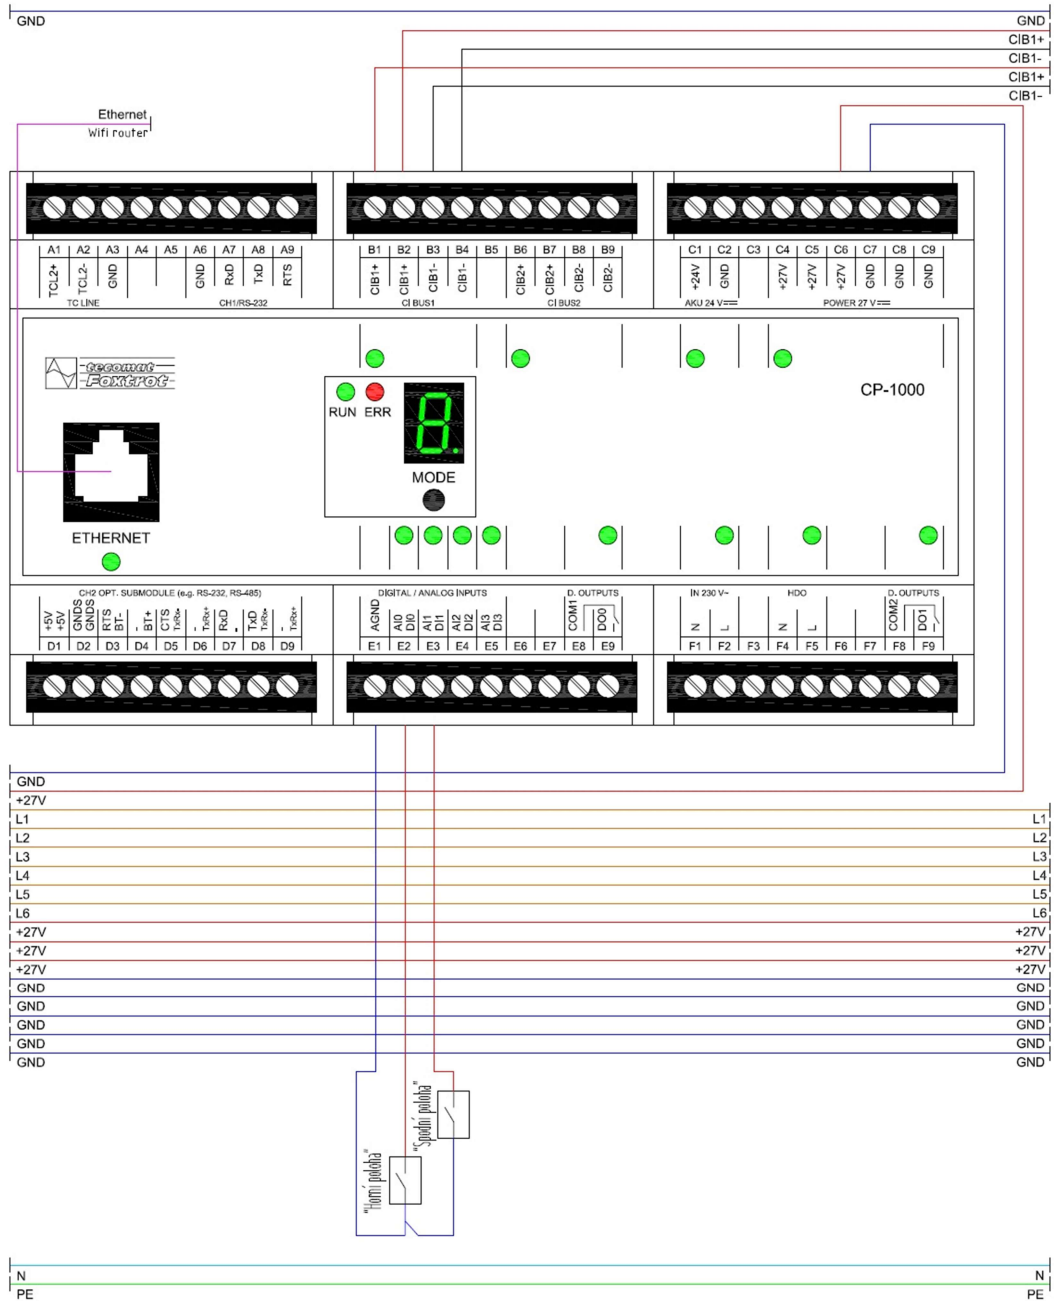 GND GND
CIB1+
CIB1-
CIB1+
CIB1-
Ethernet
Wifi router
A1 A2 A3 A4 A5 A6 A7 A8 A9
TCL2+ TCL2- GND GND RxD TxD RTS
TC LINE CH1/RS-232
B1 B2 B3 B4 B5 B6 B7 B8 B9
CIB1+ CIB1+ CIB1- CIB1- CIB2+ CIB2+ CIB2- CIB2-
CI BUS1 CI BUS2
C1 C2 C3 C4 C5 C6 C7 C8 C9
+24V GND +27V +27V +27V GND GND GND
AKU 24 V POWER 27 V
tecomat
Foxtrot
CP-1000
RUN ERR
8.
MODE
ETHERNET
CH2 OPT. SUBMODULE (e.g. RS-232, RS-485)
+5V GNDS RTS - CTS - RxD TxD -
+5V GNDS BT- BT+ TxRx- TxRx+ - TxRx- TxRx+
D1 D2 D3 D4 D5 D6 D7 D8 D9
DIGITAL / ANALOG INPUTS D. OUTPUTS
AGND AI0 AI1 AI2 AI3 COM1 DO0
DI0 DI1 DI2 DI3
E1 E2 E3 E4 E5 E6 E7 E8 E9
IN 230 V~ HDO D. OUTPUTS
N L N L COM2 DO1
F1 F2 F3 F4 F5 F6 F7 F8 F9
GND
+27V
L1 L1
L2 L2
L3 L3
L4 L4
L5 L5
L6 L6
+27V +27V
+27V +27V
+27V +27V
GND GND
GND GND
GND GND
GND GND
GND GND
"Spodní poloha"
"Horní poloha"
N N
PE PE